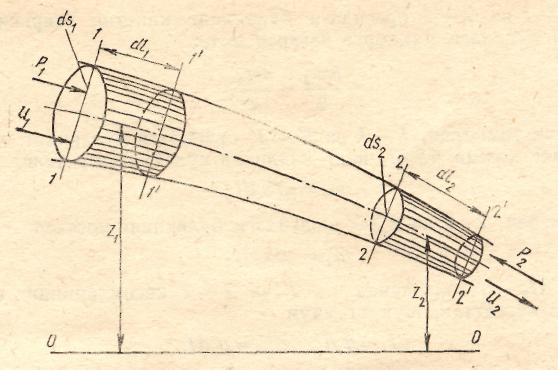 ds₁
1
dl₁
1'
P₁
U₁
1
1'
Z₁
ds₂
2
dl₂
2'
2
2'
P₂
U₂
Z₂
0
0